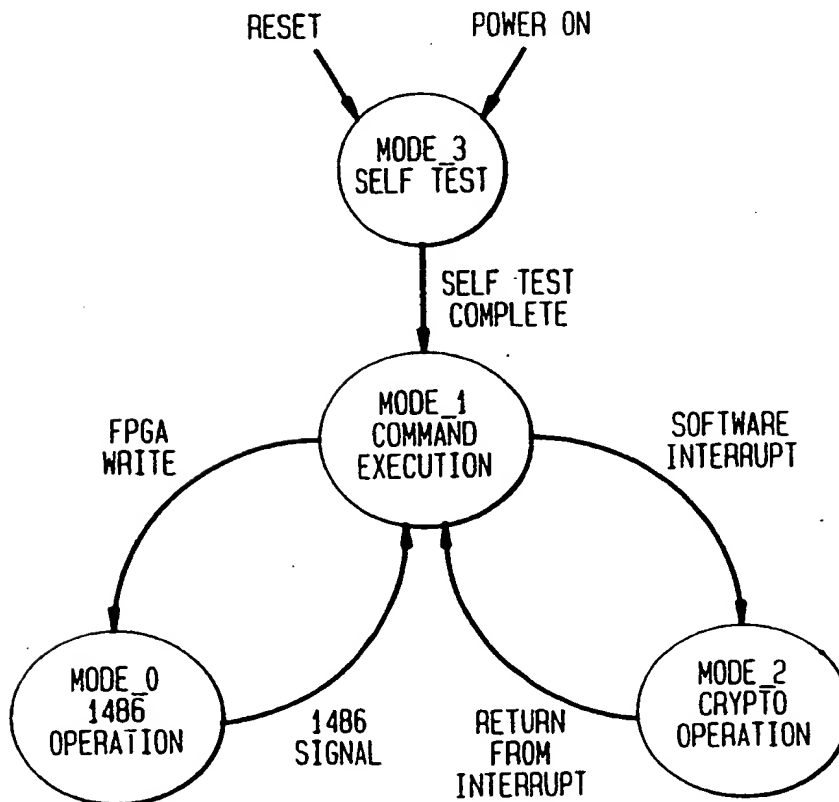 RESET
POWER ON
MODE_3
SELF TEST
SELF TEST
COMPLETE
MODE_1
COMMAND
EXECUTION
FPGA
WRITE
SOFTWARE
INTERRUPT
MODE_0
1486
OPERATION
1486
SIGNAL
RETURN
FROM
INTERRUPT
MODE_2
CRYPTO
OPERATION